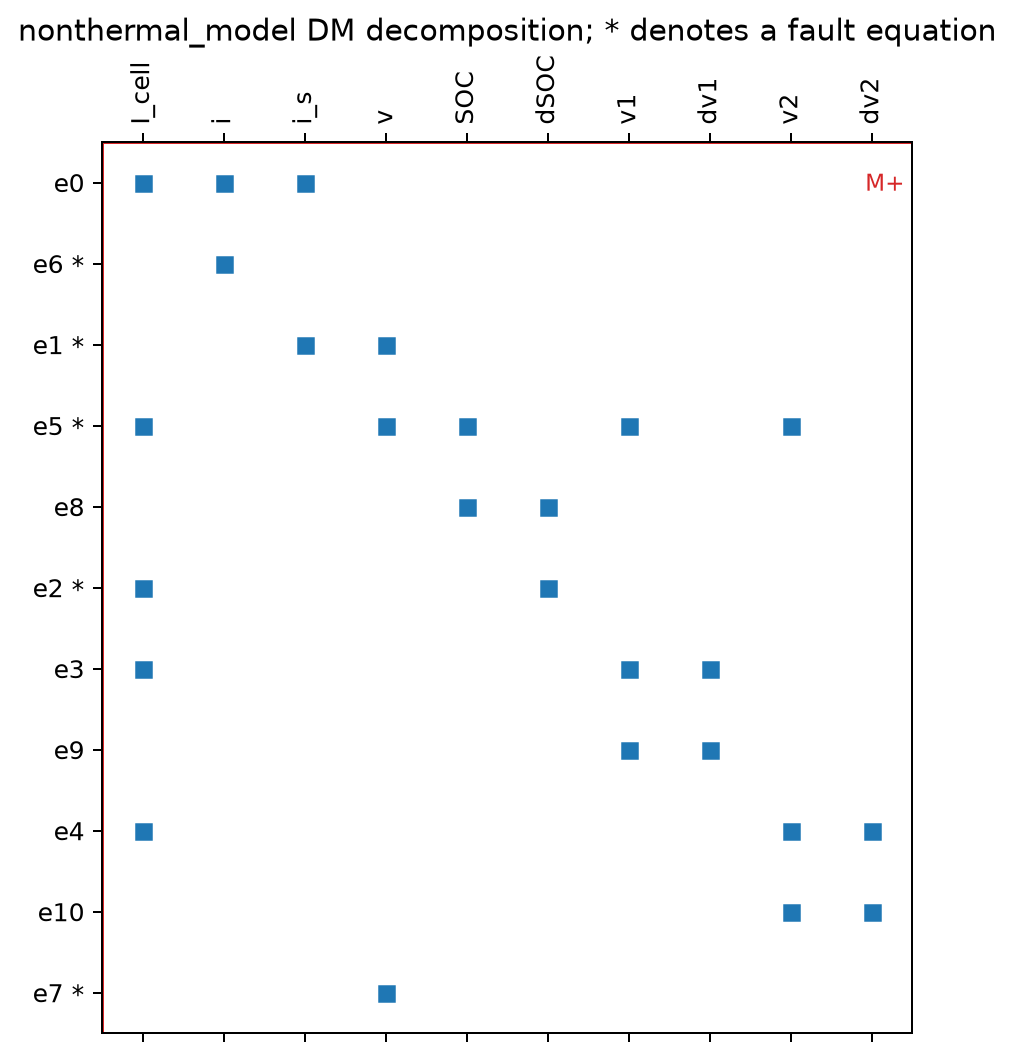 nonthermal_model DM decomposition; * denotes a fault equation
I_cell i i_s v SOC dSOC v1 dv1 v2 dv2
e0 M+
e6 *
e1 *
e5 *
e8
e2 *
e3
e9
e4
e10
e7 *